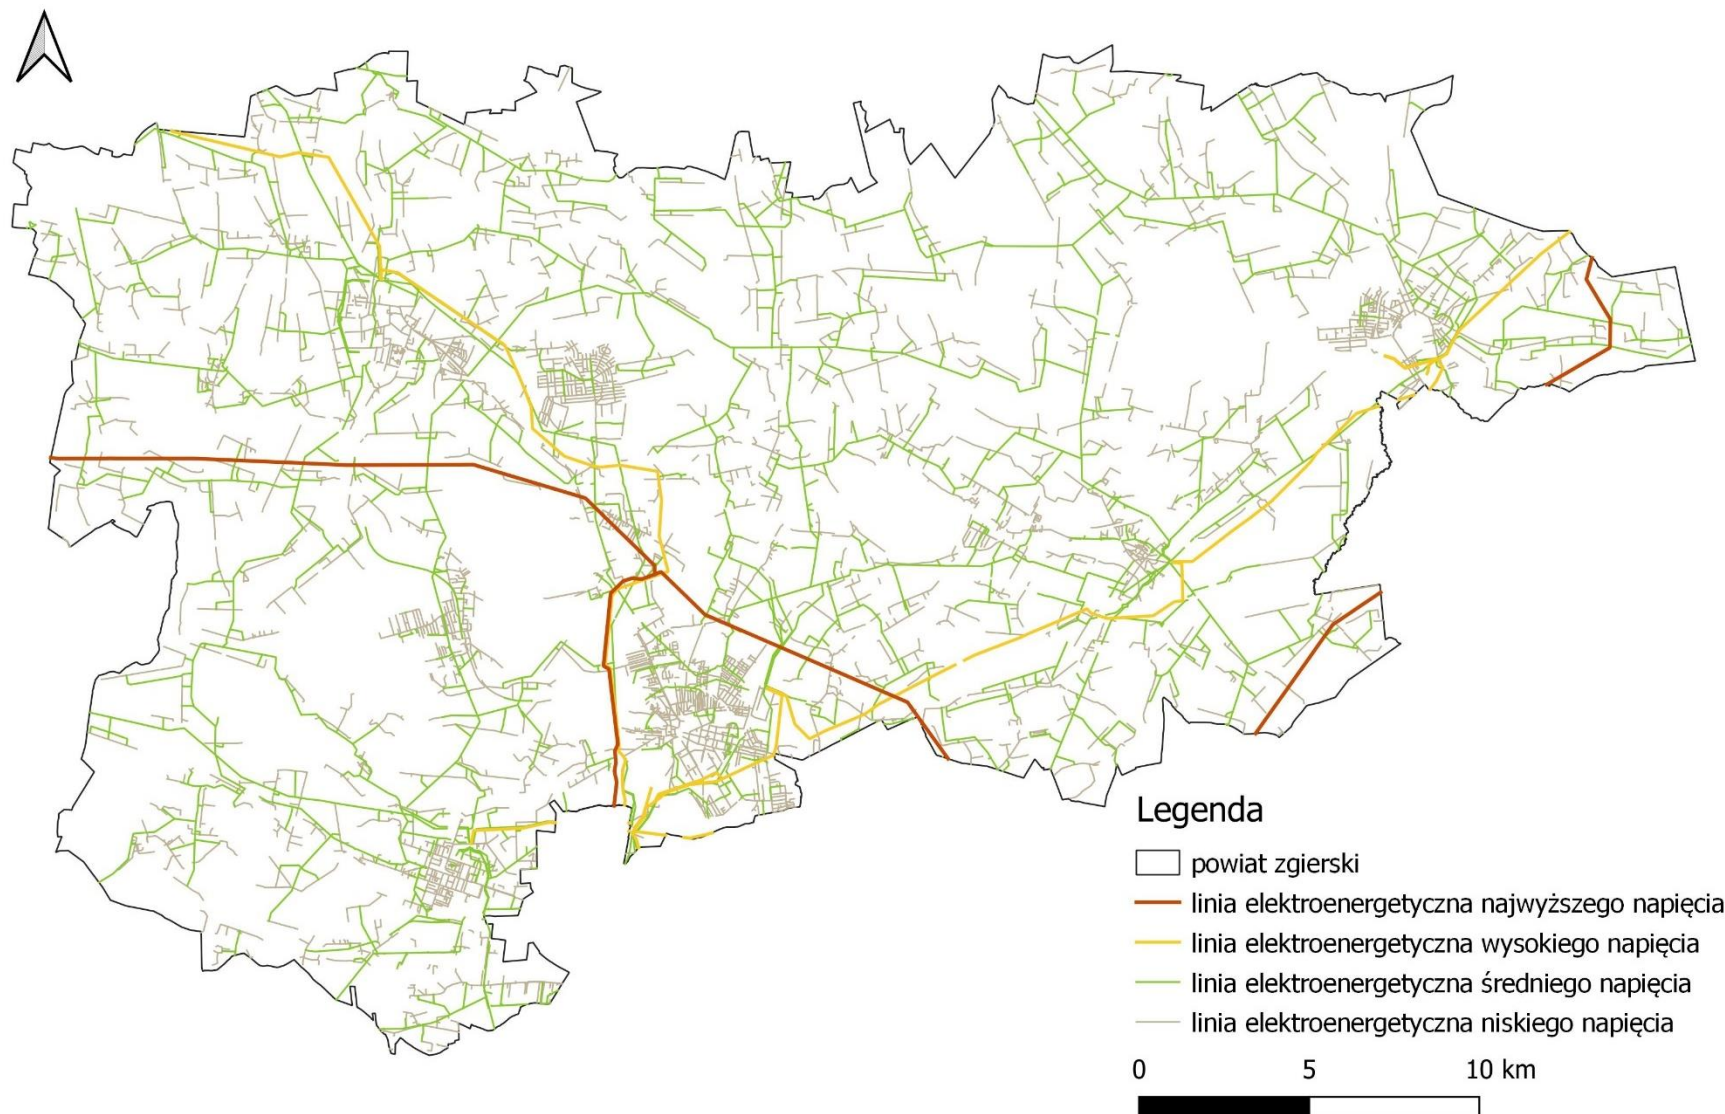 Legenda
powiat zgierski
linia elektroenergetyczna najwyższego napięcia
linia elektroenergetyczna wysokiego napięcia
linia elektroenergetyczna średniego napięcia
linia elektroenergetyczna niskiego napięcia
0 5 10 km